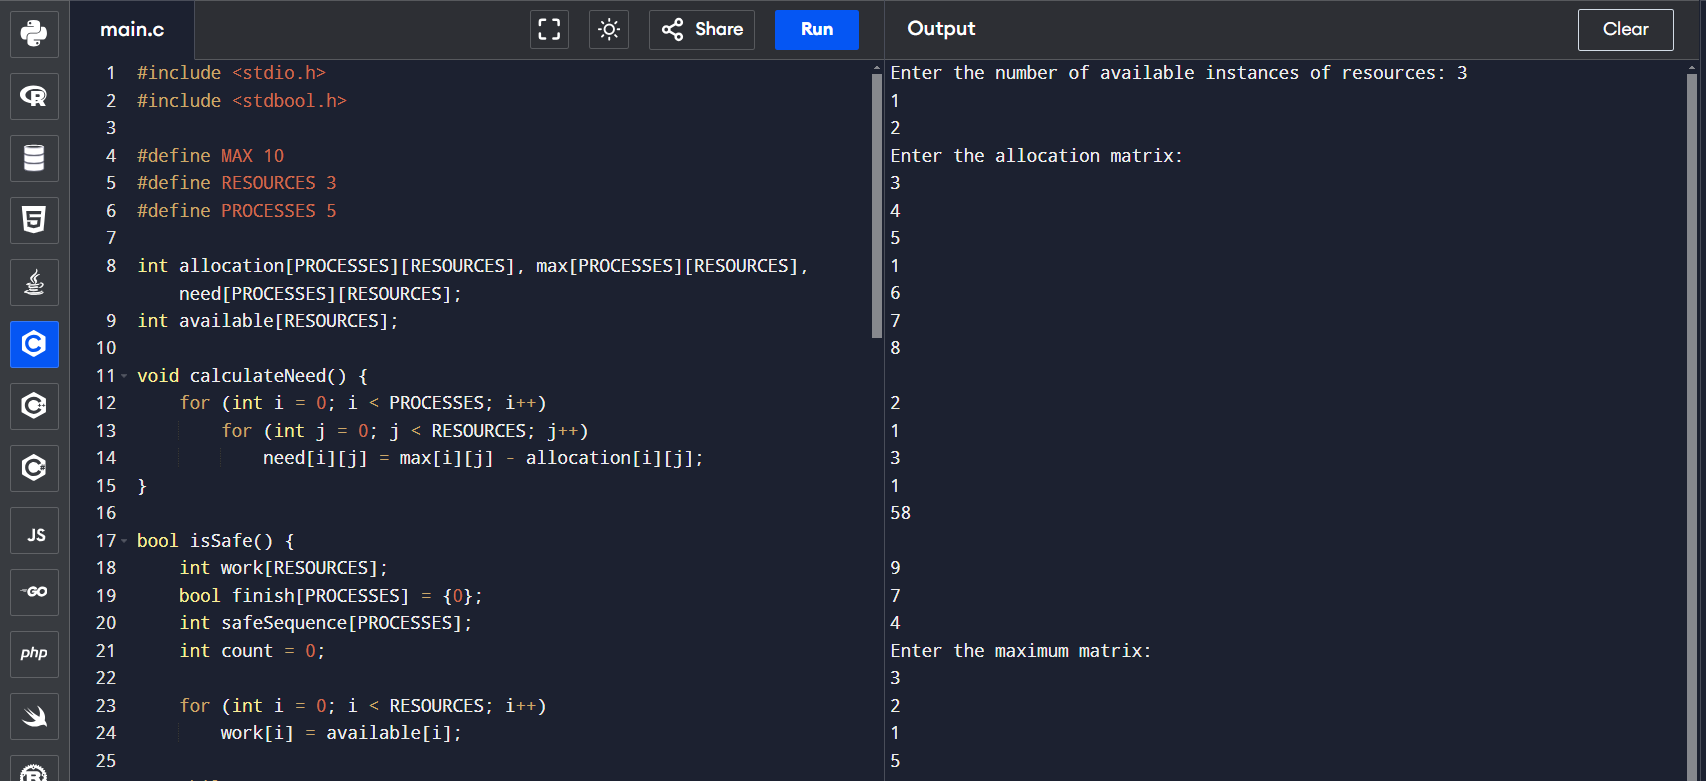 main.c
Share
Run
Output
Clear
1 #include <stdio.h>
2 #include <stdbool.h>
3
4 #define MAX 10
5 #define RESOURCES 3
6 #define PROCESSES 5
7
8 int allocation[PROCESSES][RESOURCES], max[PROCESSES][RESOURCES],
need[PROCESSES][RESOURCES];
9 int available[RESOURCES];
10
11 void calculateNeed() {
12 for (int i = 0; i < PROCESSES; i++)
13 for (int j = 0; j < RESOURCES; j++)
14 need[i][j] = max[i][j] - allocation[i][j];
15 }
16
17 bool isSafe() {
18 int work[RESOURCES];
19 bool finish[PROCESSES] = {0};
20 int safeSequence[PROCESSES];
21 int count = 0;
22
23 for (int i = 0; i < RESOURCES; i++)
24 work[i] = available[i];
25
Enter the number of available instances of resources: 3
1
2
Enter the allocation matrix:
3
4
5
1
6
7
8
2
1
3
1
58
9
7
4
Enter the maximum matrix:
3
2
1
5
R
5
C
C
C
JS
GO
php
R